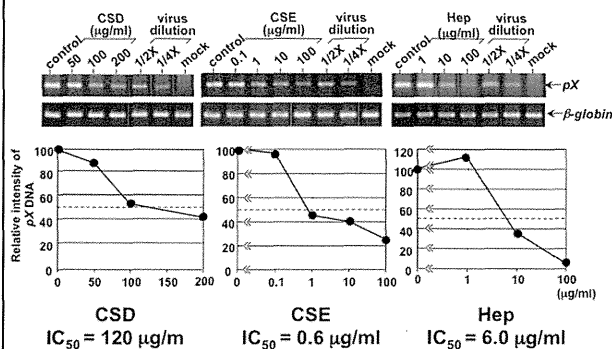 CSD CSE Hep
(µg/ml) virus dilution (µg/ml) virus dilution (µg/ml) virus dilution
control 50 100 200 1/2X 1/4X mock control 0.1 1 10 100 1/2X 1/4X mock control 1 10 100 1/2X 1/4X mock
pX
β-globin
Relative intensity of pX DNA
100 80 60 40 20 0
0 50 100 150 200
100 80 60 40 20 0
0 0.1 1 10 100
120 100 80 60 40 20 0
0 1 10 100
(µg/ml)
CSD CSE Hep
IC50 = 120 µg/m IC50 = 0.6 µg/ml IC50 = 6.0 µg/ml